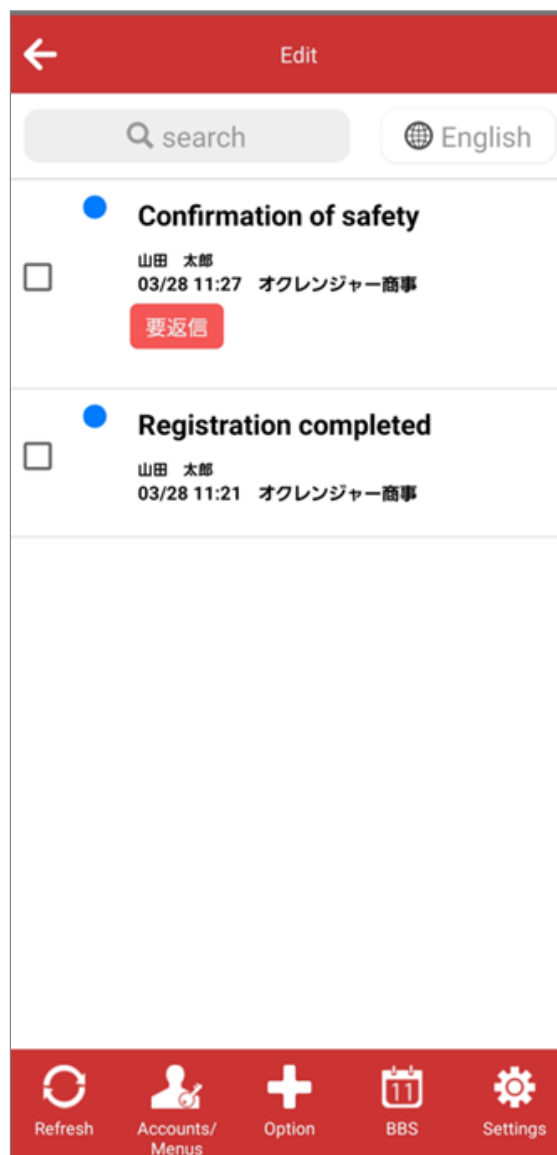 Edit
search
English
Confirmation of safety
山田　太郎
03/28 11:27　オクレンジャー商事
要返信
Registration completed
山田　太郎
03/28 11:21　オクレンジャー商事
11
Refresh
Accounts/
Menus
Option
BBS
Settings